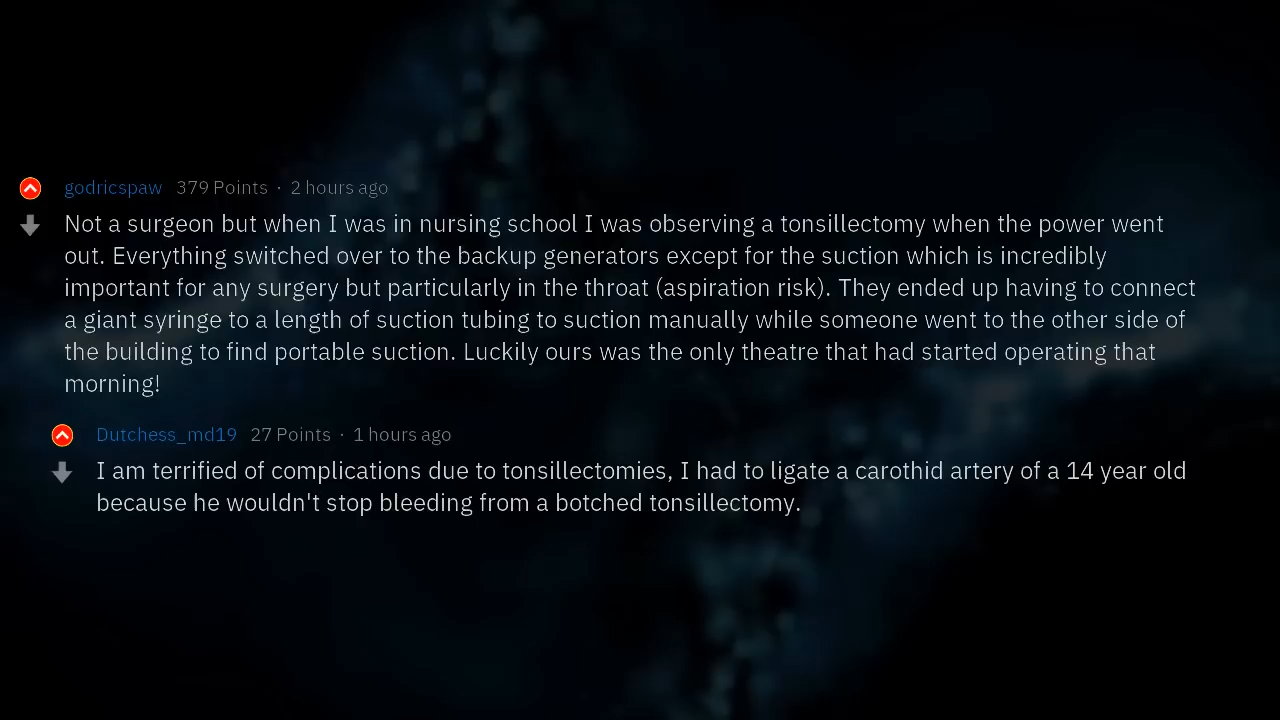 godricspaw 379 Points · 2 hours ago
Not a surgeon but when I was in nursing school I was observing a tonsillectomy when the power went
out. Everything switched over to the backup generators except for the suction which is incredibly
important for any surgery but particularly in the throat (aspiration risk). They ended up having to connect
a giant syringe to a length of suction tubing to suction manually while someone went to the other side of
the building to find portable suction. Luckily ours was the only theatre that had started operating that
morning!
Dutchess_md19 27 Points · 1 hours ago
I am terrified of complications due to tonsillectomies, I had to ligate a carothid artery of a 14 year old
because he wouldn't stop bleeding from a botched tonsillectomy.